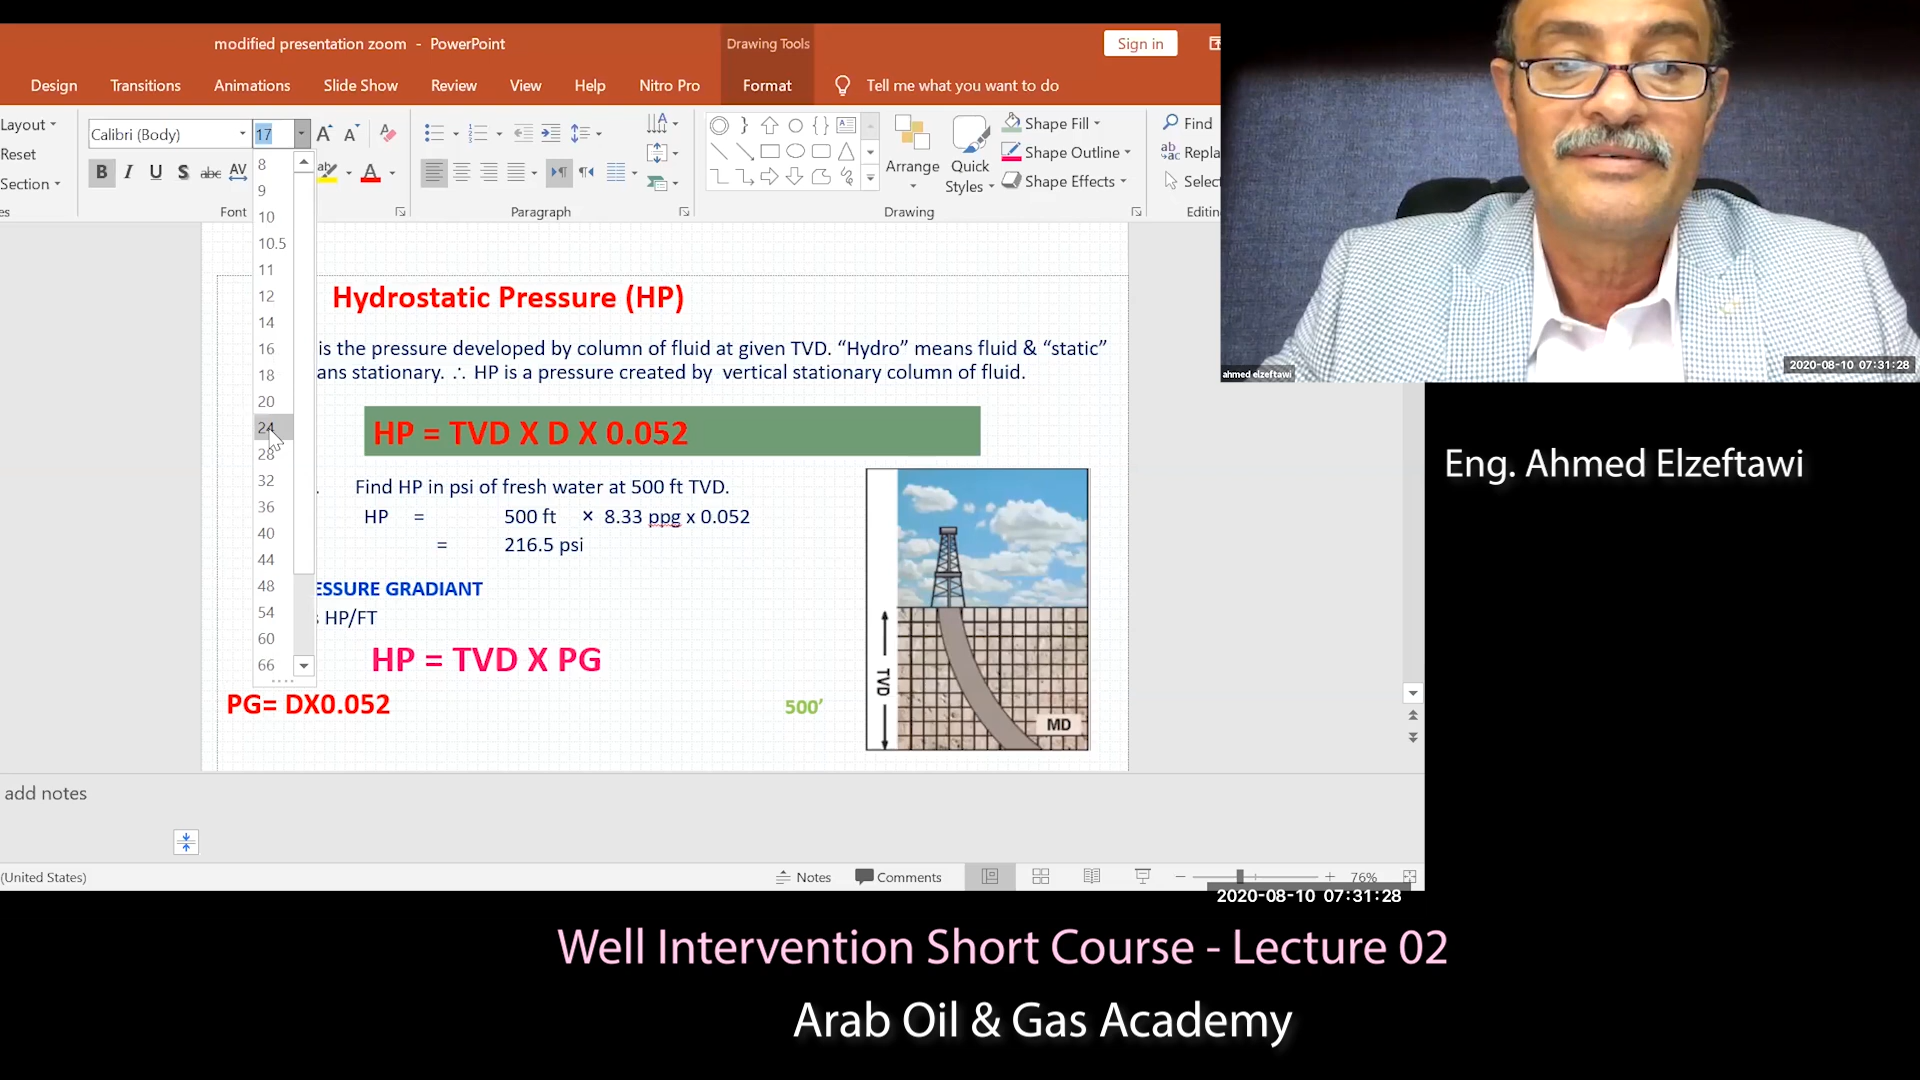 modified presentation zoom - PowerPoint
Drawing Tools
Sign in
Design Transitions Animations Slide Show Review View Help Nitro Pro Format Tell me what you want to do
Layout
Reset
Section
Calibri (Body) 17
Font
Paragraph
Arrange
Quick Styles
Shape Fill
Shape Outline
Shape Effects
Drawing
Find
Repla
Selec
Editin
8
9
10
10.5
11
12
14
16
18
20
24
28
32
36
40
44
48
54
60
66
Hydrostatic Pressure (HP)
is the pressure developed by column of fluid at given TVD. “Hydro” means fluid & “static”
ans stationary. ∴ HP is a pressure created by vertical stationary column of fluid.
HP = TVD X D X 0.052
. Find HP in psi of fresh water at 500 ft TVD.
HP = 500 ft × 8.33 ppg x 0.052
= 216.5 psi
ESSURE GRADIANT
HP/FT
HP = TVD X PG
PG= DX0.052
500’
TVD
MD
add notes
(United States)
Notes Comments 76%
2020-08-10 07:31:28
ahmed elzeftawi
2020-08-10 07:31:28
Eng. Ahmed Elzeftawi
Well Intervention Short Course - Lecture 02
Arab Oil & Gas Academy